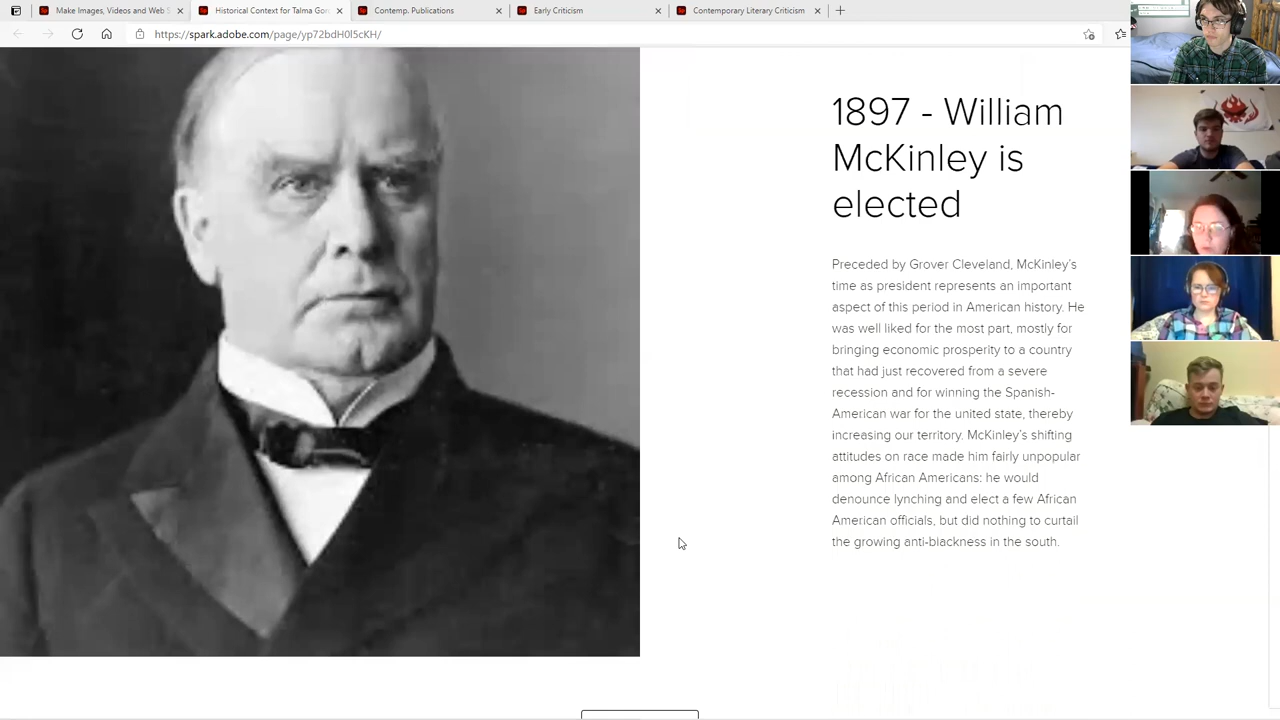 Make Images, Videos and Web S
Historical Context for Talma Gor
Contemp. Publications
Early Criticism
Contemporary Literary Criticism
https://spark.adobe.com/page/yp72bdH0l5cKH/
1897 - William
McKinley is
elected
Preceded by Grover Cleveland, McKinley's
time as president represents an important
aspect of this period in American history. He
was well liked for the most part, mostly for
bringing economic prosperity to a country
that had just recovered from a severe
recession and for winning the Spanish-
American war for the united state, thereby
increasing our territory. McKinley's shifting
attitudes on race made him fairly unpopular
among African Americans: he would
denounce lynching and elect a few African
American officials, but did nothing to curtail
the growing anti-blackness in the south.